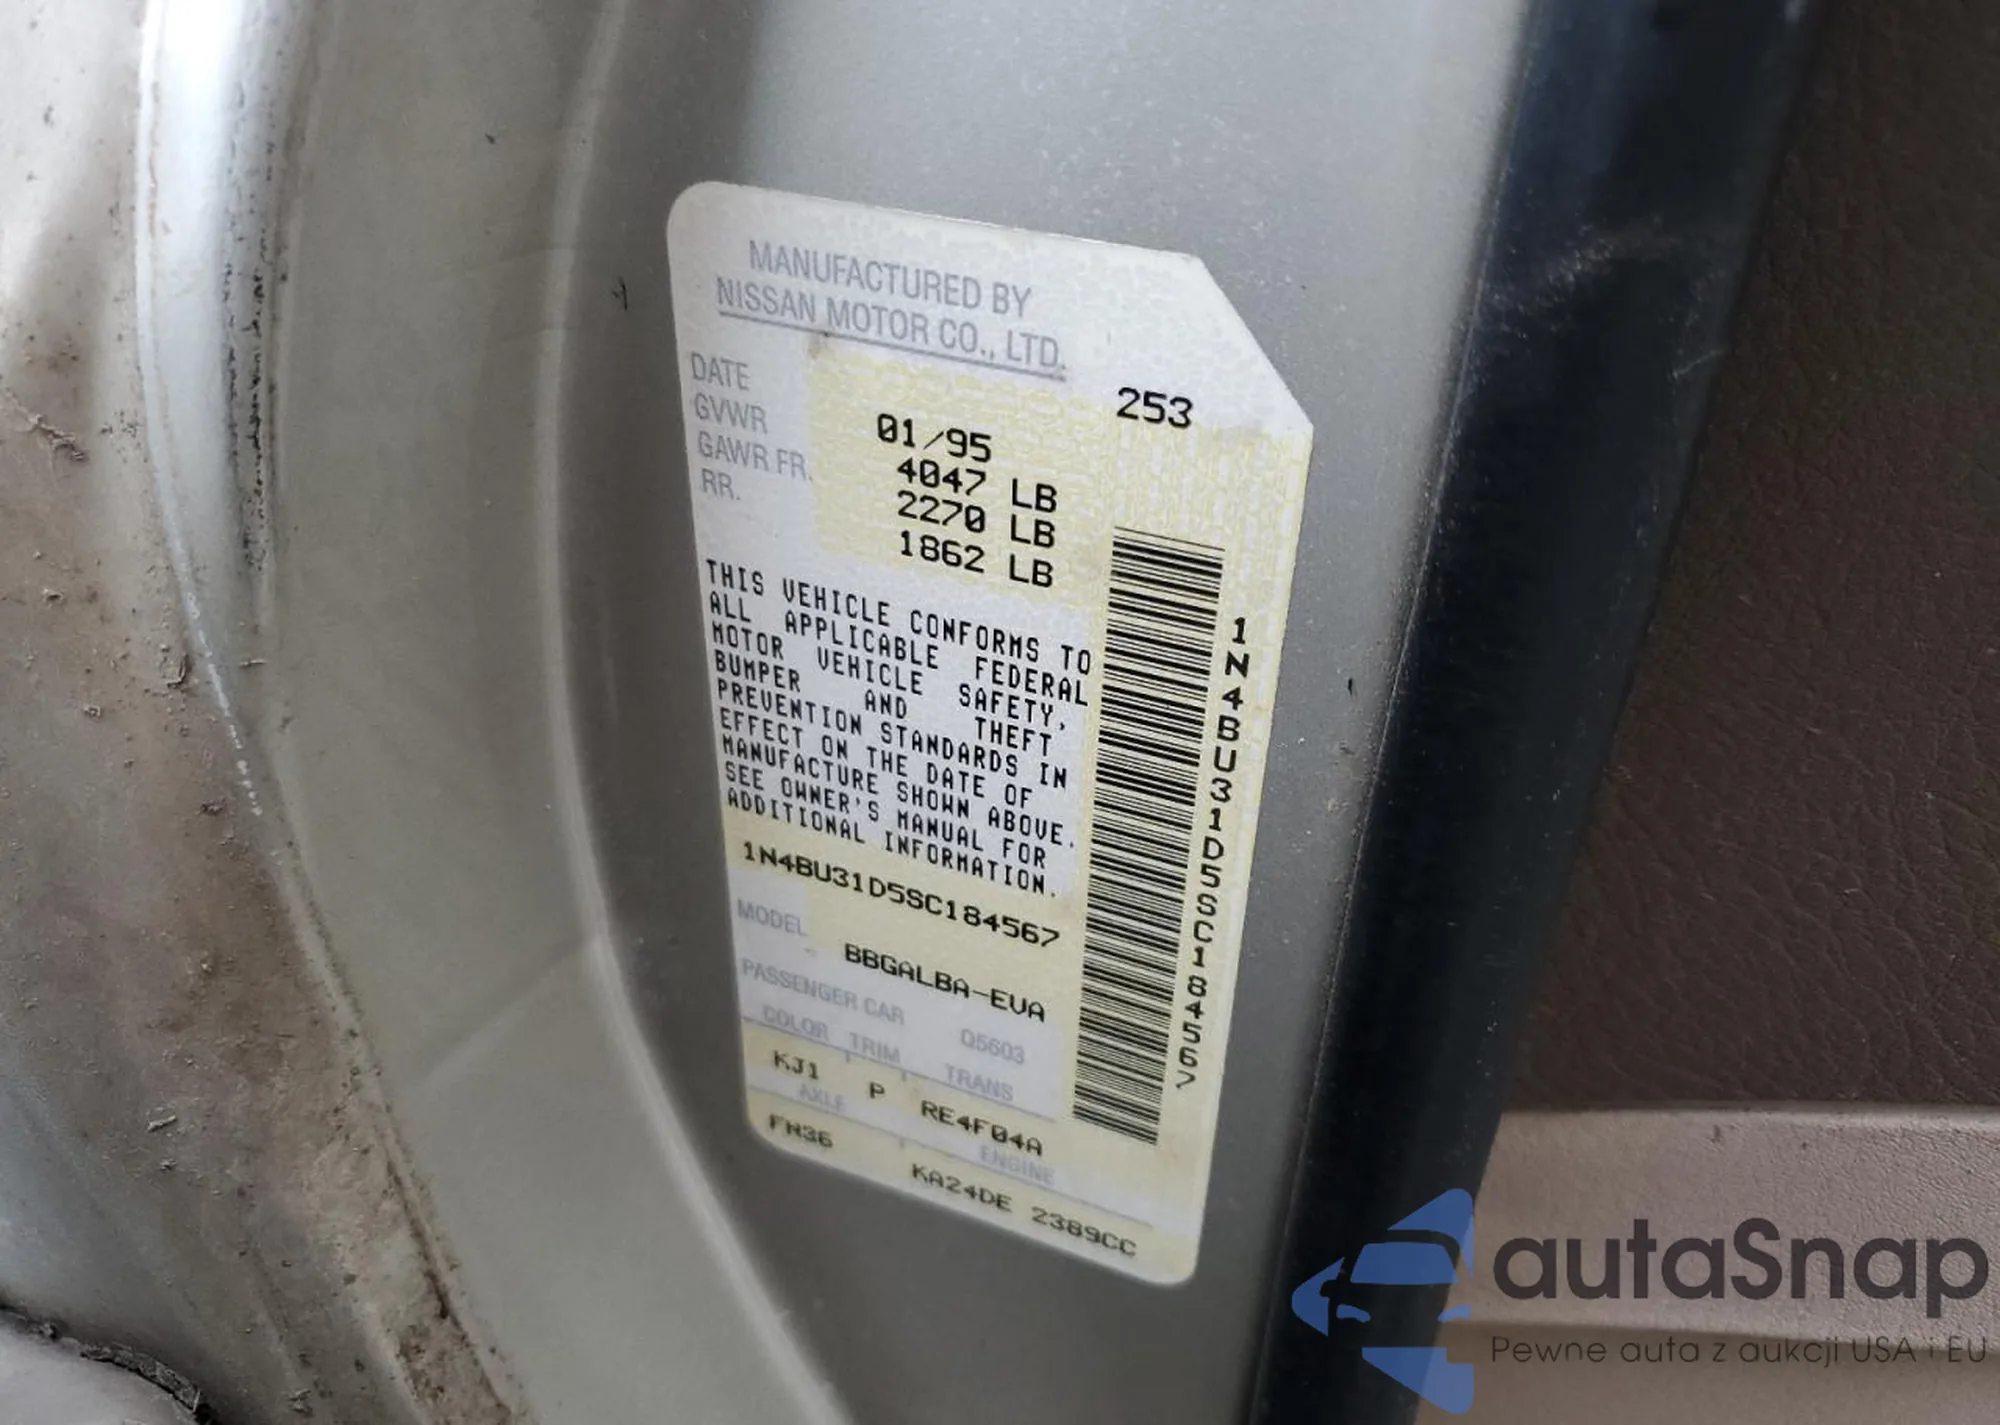 MANUFACTURED BY
NISSAN MOTOR CO., LTD.
253
DATE 01/95
GVWR 4047 LB
GAWR FR. 2270 LB
RR. 1862 LB
THIS VEHICLE CONFORMS TO
ALL APPLICABLE FEDERAL
MOTOR VEHICLE SAFETY,
BUMPER AND THEFT
PREVENTION STANDARDS IN
EFFECT ON THE DATE OF
MANUFACTURE SHOWN ABOVE.
SEE OWNER'S MANUAL FOR
ADDITIONAL INFORMATION.
1N4BU31D5SC184567
MODEL BBGALBA-EVA
PASSENGER CAR Q5603
COLOR TRIM TRANS
KJ1 P RE4F04A
AXLE ENGINE
FN36 KA24DE 2389CC
1N4BU31D5SC184567
autaSnap
Pewne auta z aukcji USA i EU